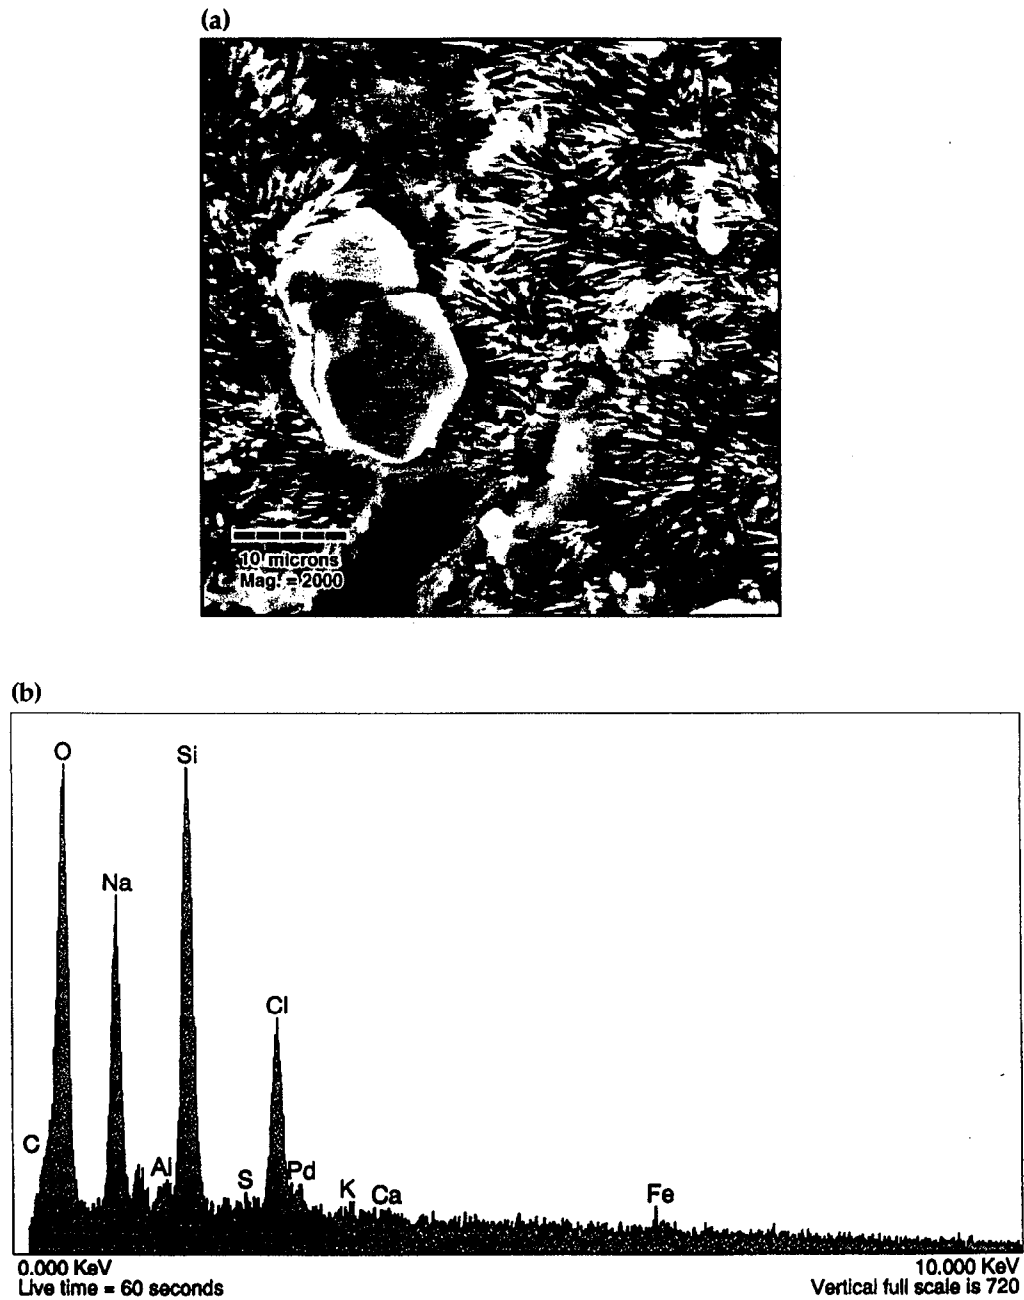 (a)
10 microns
Mag. = 2000
(b)
O
Si
Na
Cl
C
Al
S
Pd
K
Ca
Fe
0.000 KeV
10.000 KeV
Live time = 60 seconds
Vertical full scale is 720